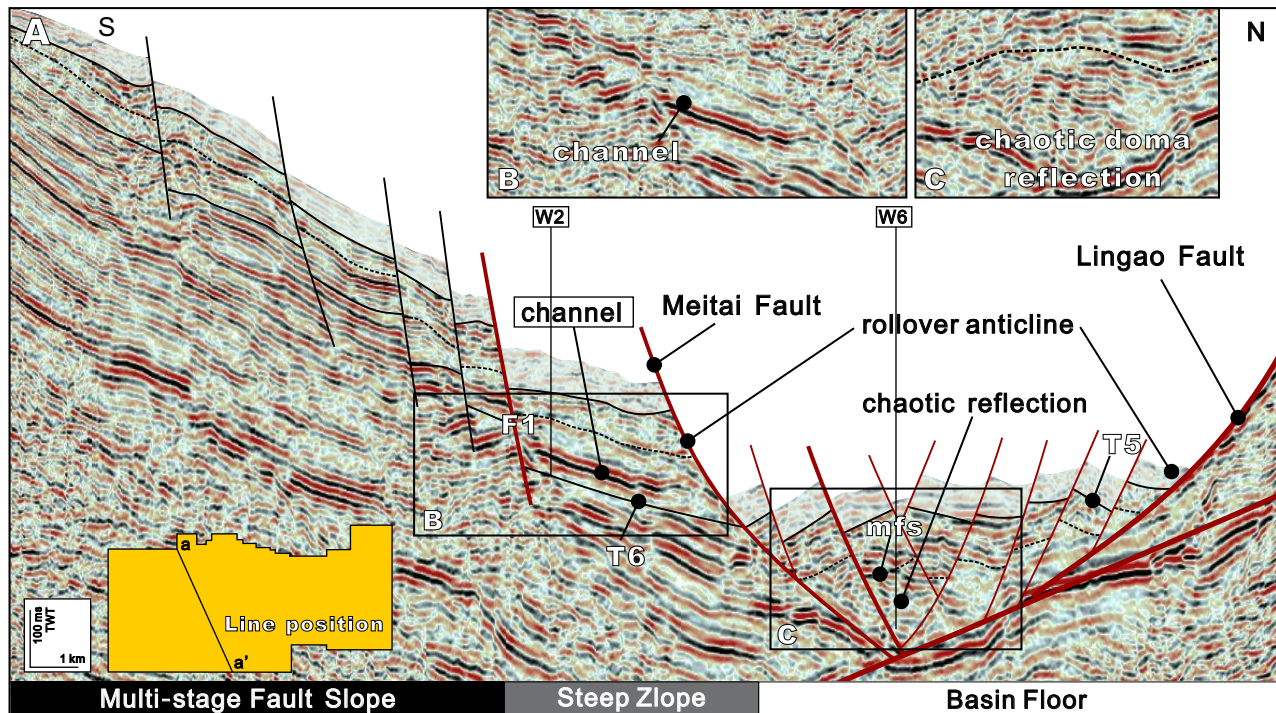 A
S
N
channel
B
chaotic doma
reflection
C
W2
W6
Lingao Fault
Meitai Fault
channel
rollover anticline
chaotic reflection
F1
T5
B
mfs
T6
C
a
Line position
a'
100 ms
TWT
1 km
Multi-stage Fault Slope
Steep Zlope
Basin Floor